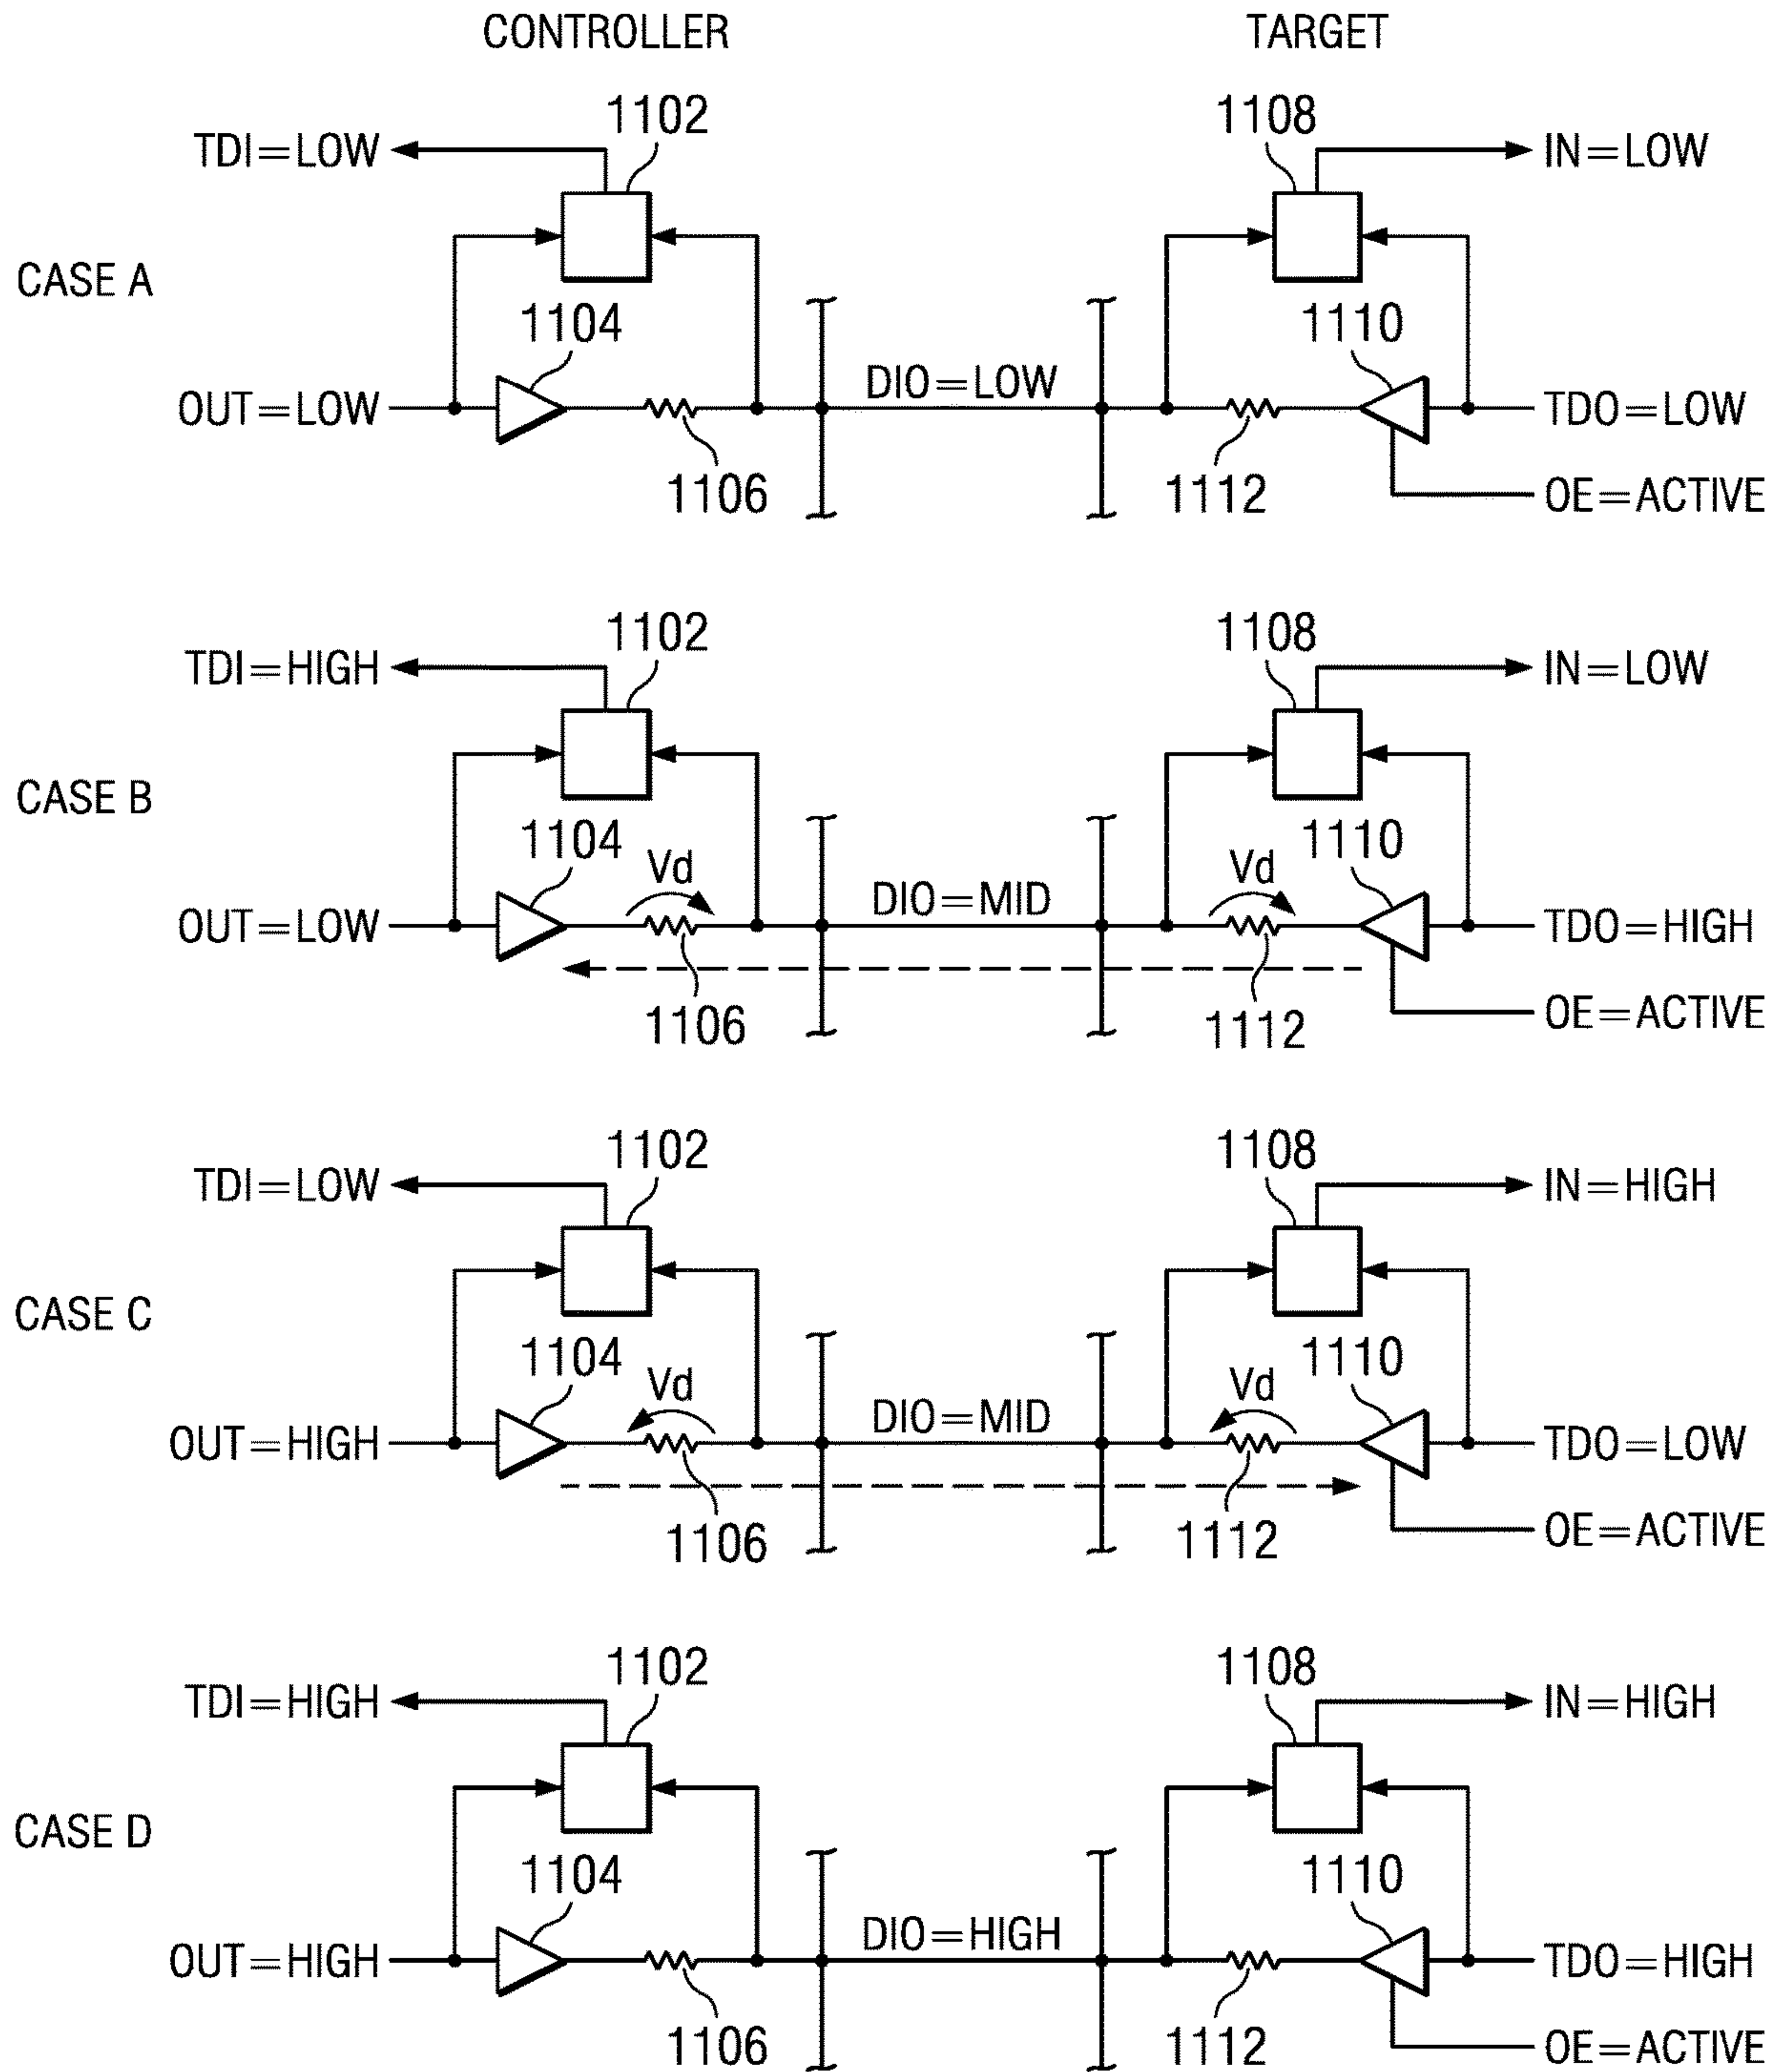 CONTROLLER TARGET
1102 1108
TDI=LOW IN=LOW
CASE A
1104 1110
DIO=LOW
OUT=LOW TDO=LOW
1106 1112
OE=ACTIVE
1102 1108
TDI=HIGH IN=LOW
CASE B
1104 1110
Vd Vd
DIO=MID
OUT=LOW TDO=HIGH
1106 1112
OE=ACTIVE
1102 1108
TDI=LOW IN=HIGH
CASE C
1104 1110
Vd Vd
DIO=MID
OUT=HIGH TDO=LOW
1106 1112
OE=ACTIVE
1102 1108
TDI=HIGH IN=HIGH
CASE D
1104 1110
DIO=HIGH
OUT=HIGH TDO=HIGH
1106 1112
OE=ACTIVE